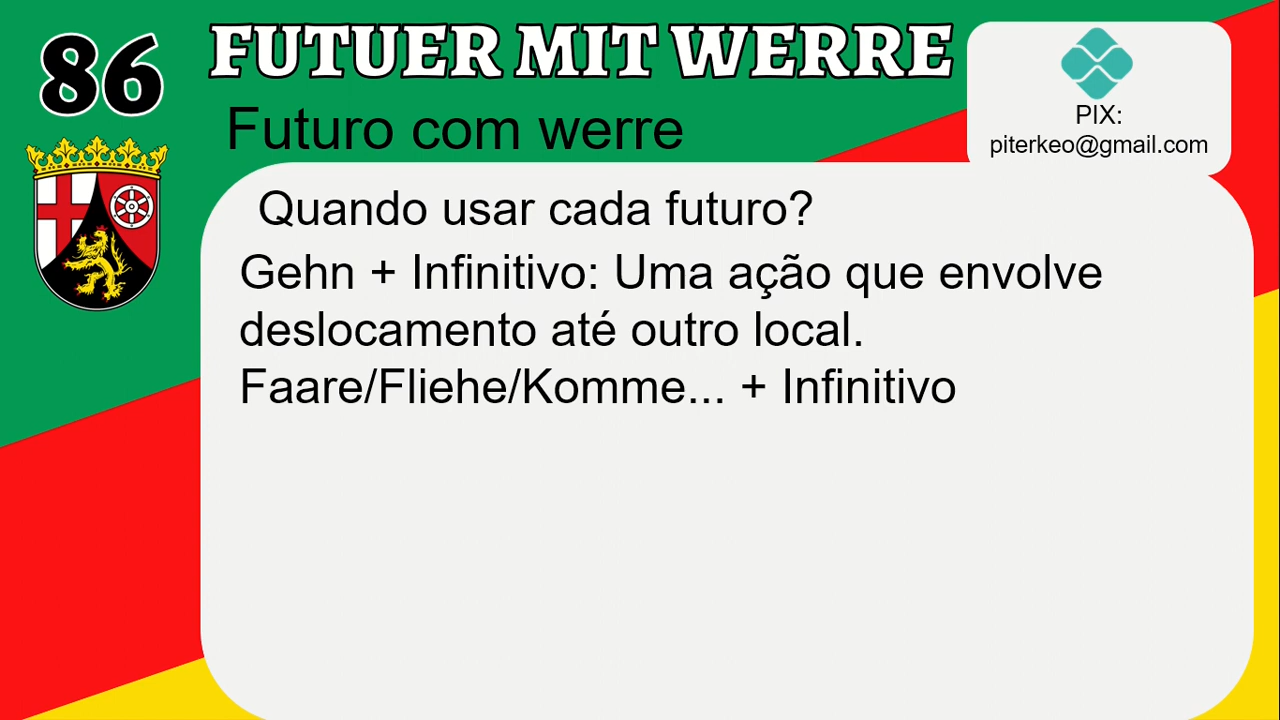 86
FUTUER MIT WERRE
Futuro com werre
PIX:
piterkeo@gmail.com
Quando usar cada futuro?
Gehn + Infinitivo: Uma ação que envolve
deslocamento até outro local.
Faare/Fliehe/Komme... + Infinitivo